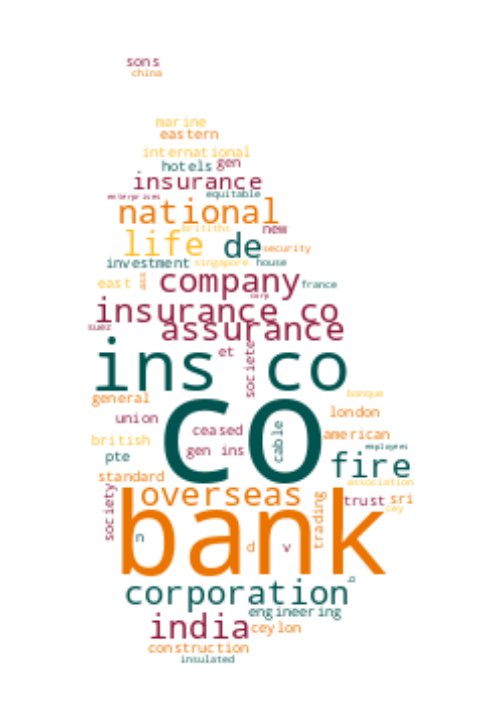 sons
china
marine
eastern
international
hotels gen
insurance
enterprises equitable
national
britiths new
life de security
investment singapore house
east ass company france
corp
insurance co
suez assurance
et societe
ins co
general banque
union london
co
ceased cable
british american
gen ins employees
pte fire
standard association
society overseas trading trust sri
cey
bank
n d v
corporation
engineering
india ceylon
construction
insulated